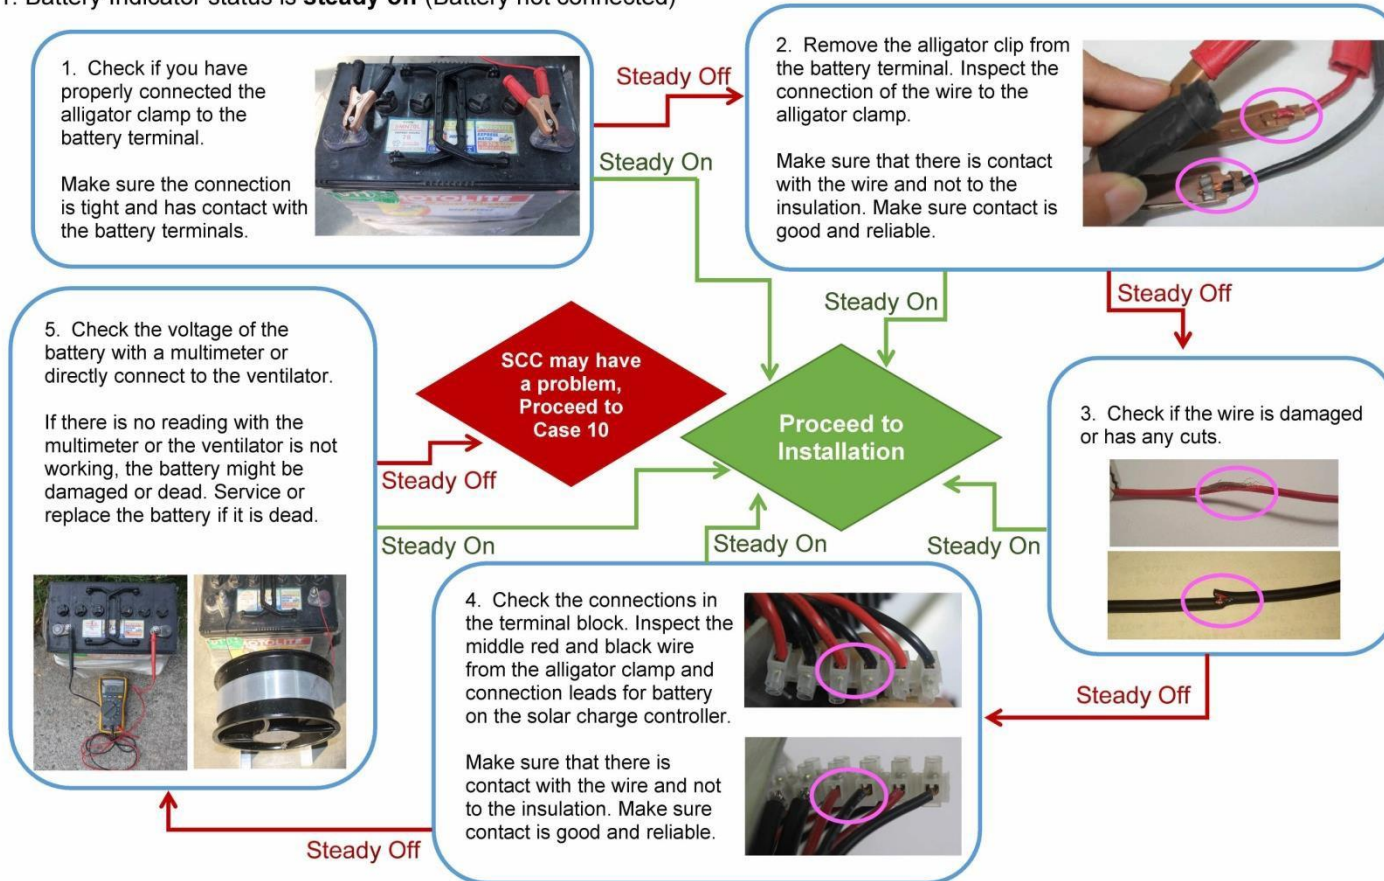 1. Battery Indicator status is steady (Battery not connected)
1. Check if you have
properly connected the
alligator clamp to the
battery terminal.
Make sure the connection
is tight and has contact with
the battery terminals.
Steady Off
Steady On
2. Remove the alligator clip from
the battery terminal. Inspect the
connection of the wire to the
alligator clamp.
Make sure that there is contact
with the wire and not to the
insulation. Make sure contact is
good and reliable.
Steady On
Steady Off
3. Check if the wire is damaged
or has any cuts.
Steady On
Steady Off
4. Check the connections in
the terminal block. Inspect the
middle red and black wire
from the alligator clamp and
connection leads for battery
on the solar charge controller.
Make sure that there is
contact with the wire and not
to the insulation. Make sure
contact is good and reliable.
Steady On
Steady Off
5. Check the voltage of the
battery with a multimeter or
directly connect to the ventilator.
If there is no reading with the
multimeter or the ventilator is not
working, the battery might be
damaged or dead. Service or
replace the battery if it is dead.
Steady Off
Steady On
SCC may have
a problem,
Proceed to
Case 10
Proceed to
Installation